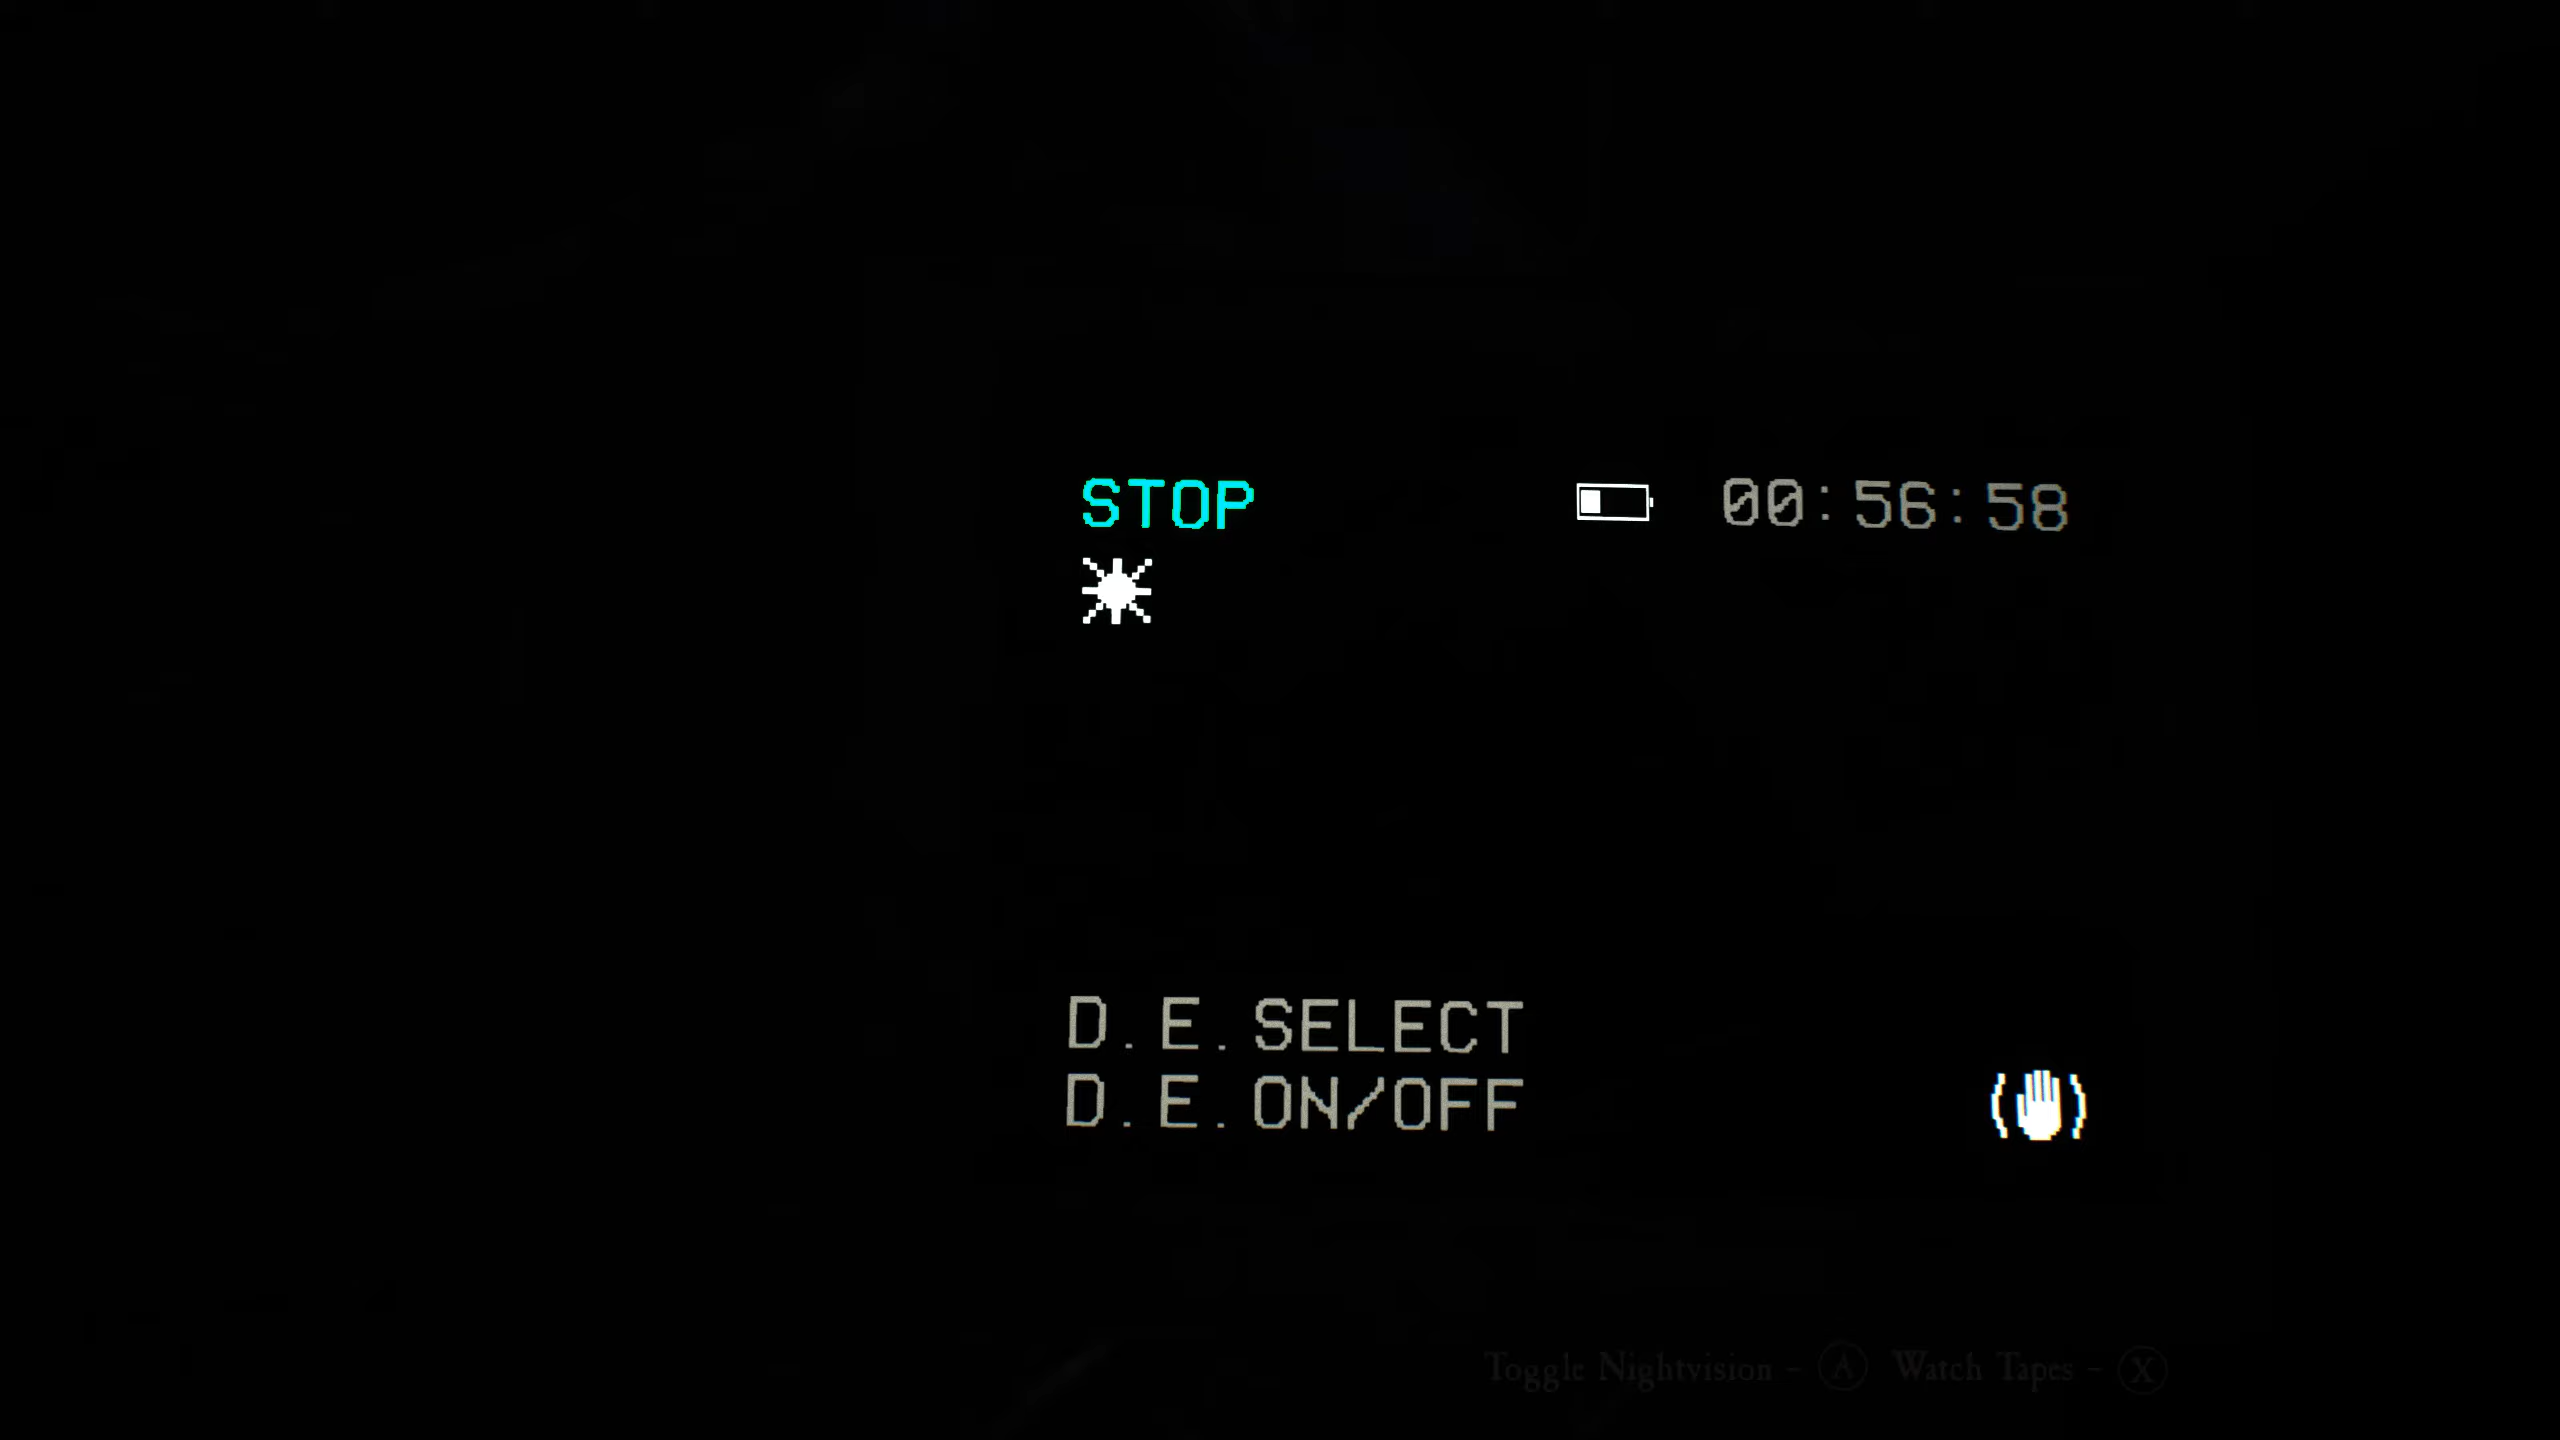 STOP 00:56:58
D.E.SELECT
D.E.ON/OFF
Toggle Nightvision - A Watch Tapes - X